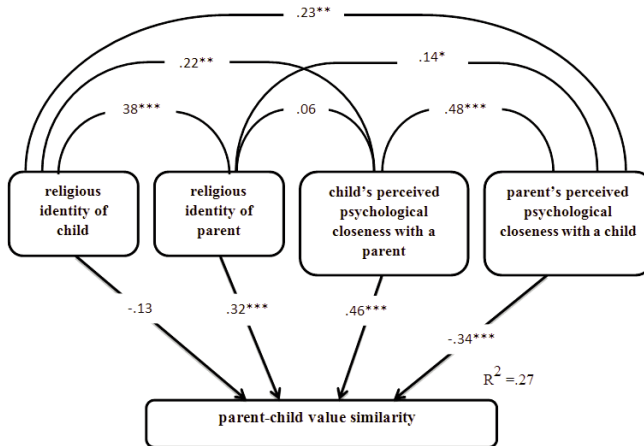 .23**
.22**
.14*
38***
.06
.48***
religious
identity of
child
religious
identity of
parent
child's perceived
psychological
closeness with a
parent
parent's perceived
psychological
closeness with a child
-.13
.32***
.46***
-.34***
R² =.27
parent-child value similarity